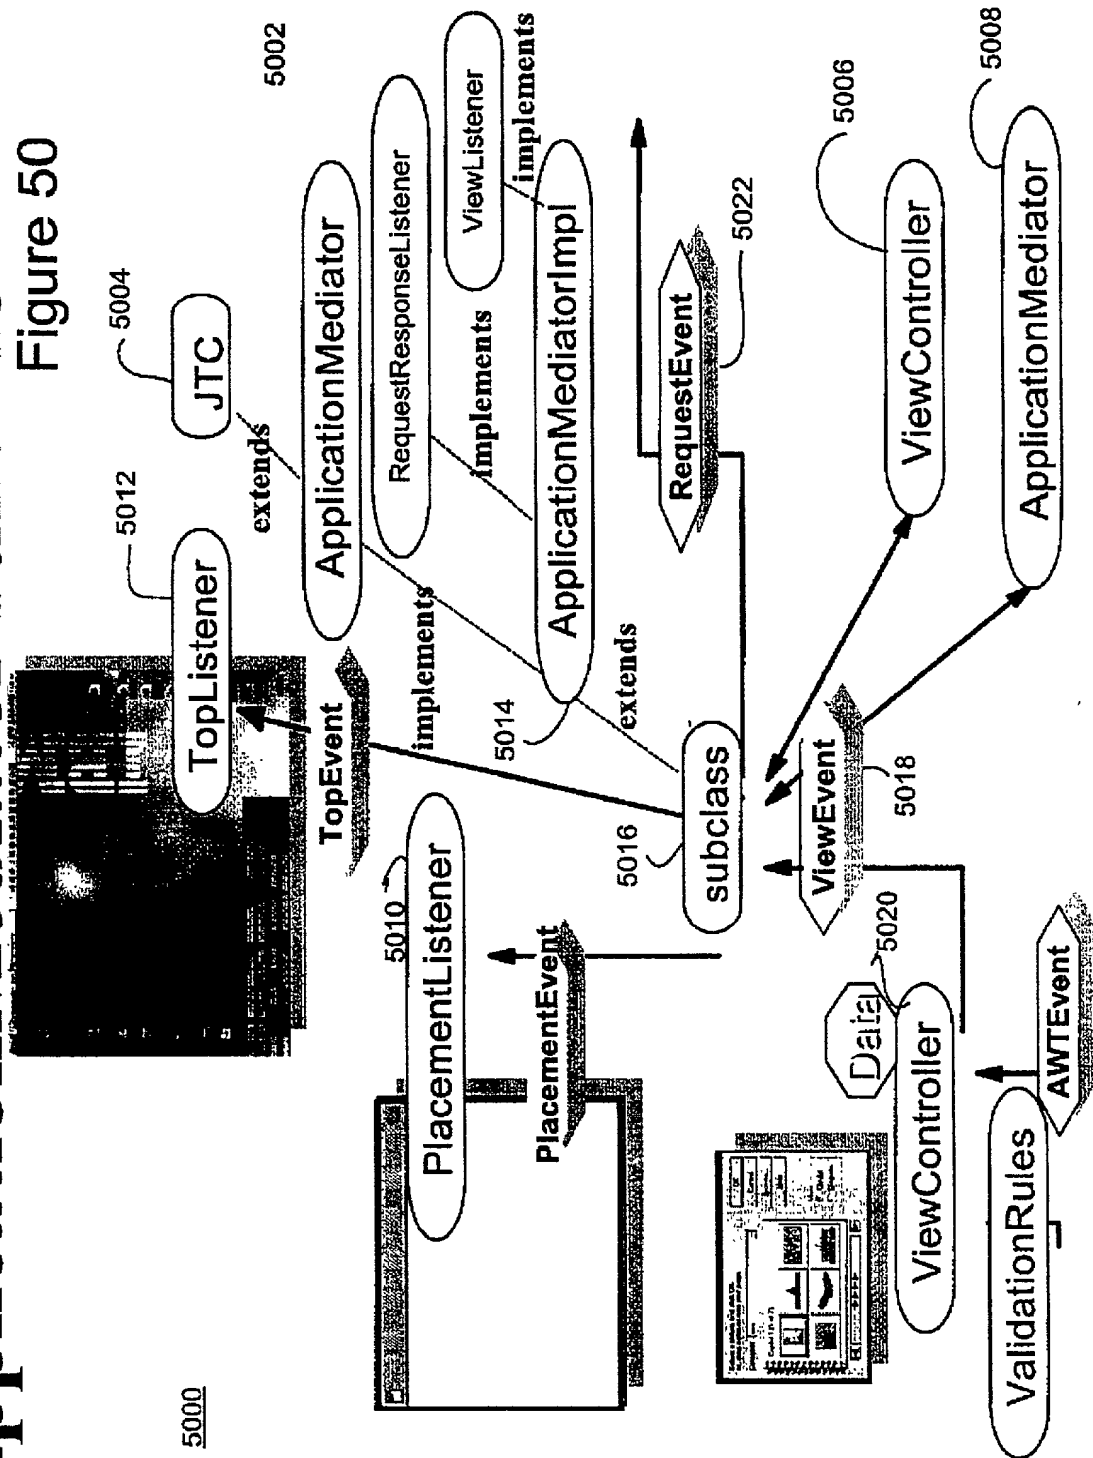 Figure 50
5000
5002
5004
JTC
5012
TopListener
extends
ApplicationMediator
RequestResponseListener
ViewListener
implements
TopEvent
implements
implements
5010
PlacementListener
5014
ApplicationMediatorImpl
PlacementEvent
extends
5016
subclass
RequestEvent
5022
ViewEvent
5018
5020
Data
ViewController
ViewController
5006
ApplicationMediator
5008
AWTEvent
ValidationRules